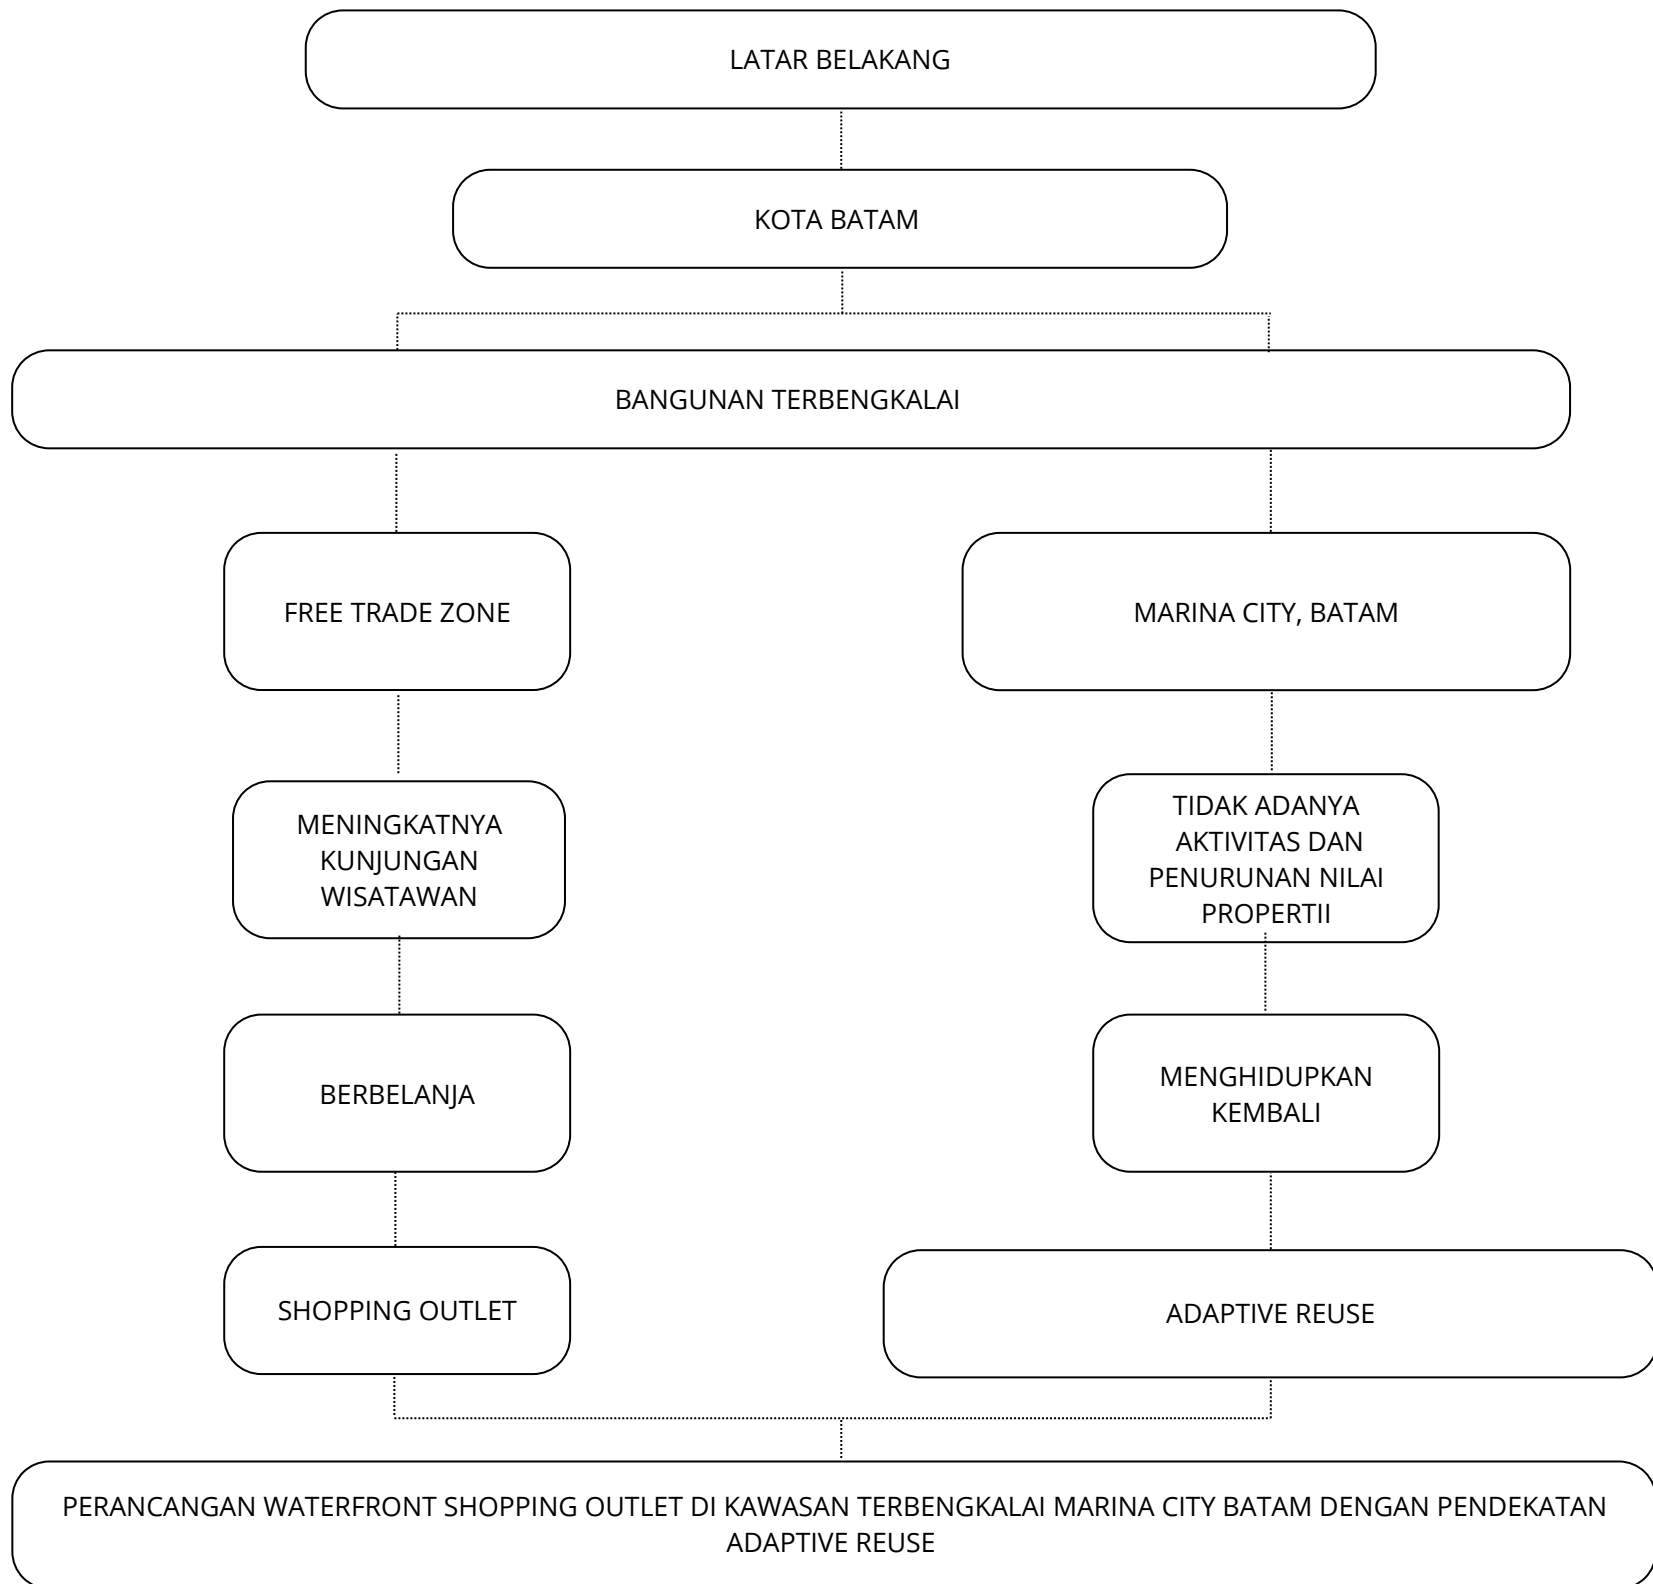 LATAR BELAKANG
KOTA BATAM
BANGUNAN TERBENGKALAI
FREE TRADE ZONE
MARINA CITY, BATAM
MENINGKATNYA
KUNJUNGAN
WISATAWAN
TIDAK ADANYA
AKTIVITAS DAN
PENURUNAN NILAI
PROPERTII
BERBELANJA
MENGHIDUPKAN
KEMBALI
SHOPPING OUTLET
ADAPTIVE REUSE
PERANCANGAN WATERFRONT SHOPPING OUTLET DI KAWASAN TERBENGKALAI MARINA CITY BATAM DENGAN PENDEKATAN
ADAPTIVE REUSE